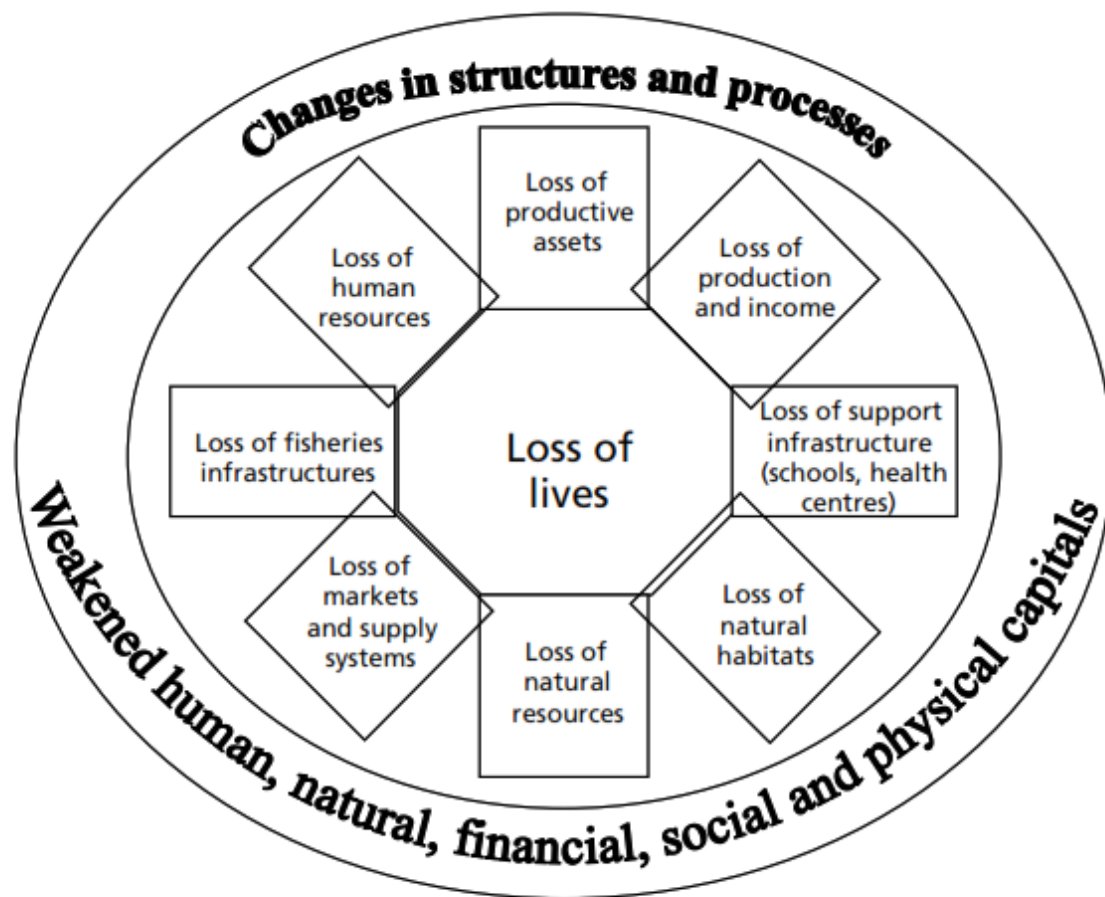 Changes in structures and processes
Loss of
productive
assets
Loss of
production
and income
Loss of
human
resources
Loss of support
infrastructure
(schools, health
centres)
Loss of fisheries
infrastructures
Loss of
lives
Loss of
markets
and supply
systems
Loss of
natural
habitats
Loss of
natural
resources
Weakened human, natural, financial, social and physical capitals